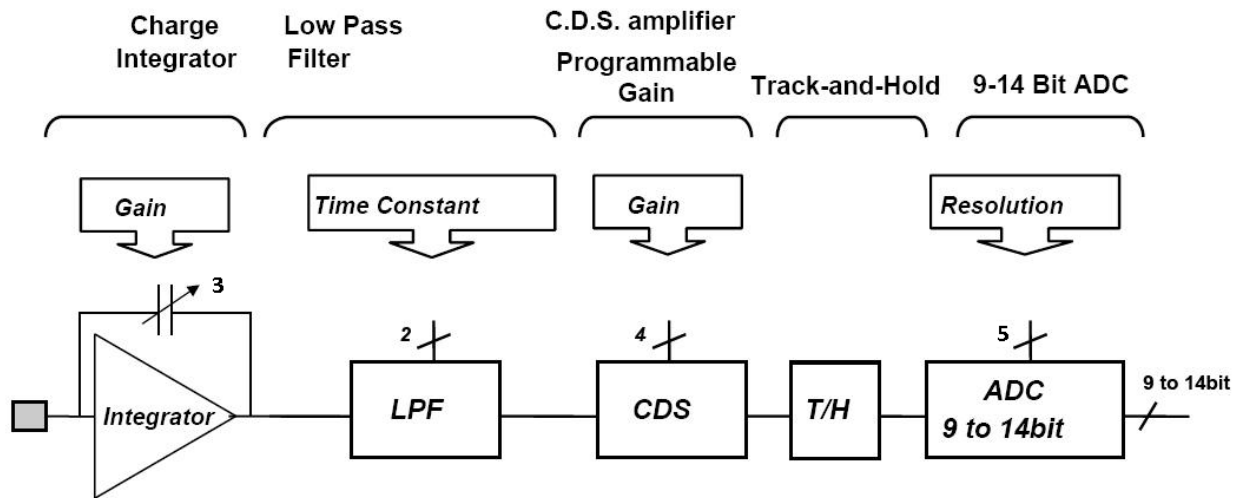 Charge
Integrator
Low Pass
Filter
C.D.S. amplifier
Programmable
Gain
Track-and-Hold
9-14 Bit ADC
Gain
Time Constant
Gain
Resolution
3
2
4
5
9 to 14bit
Integrator
LPF
CDS
T/H
ADC
9 to 14bit